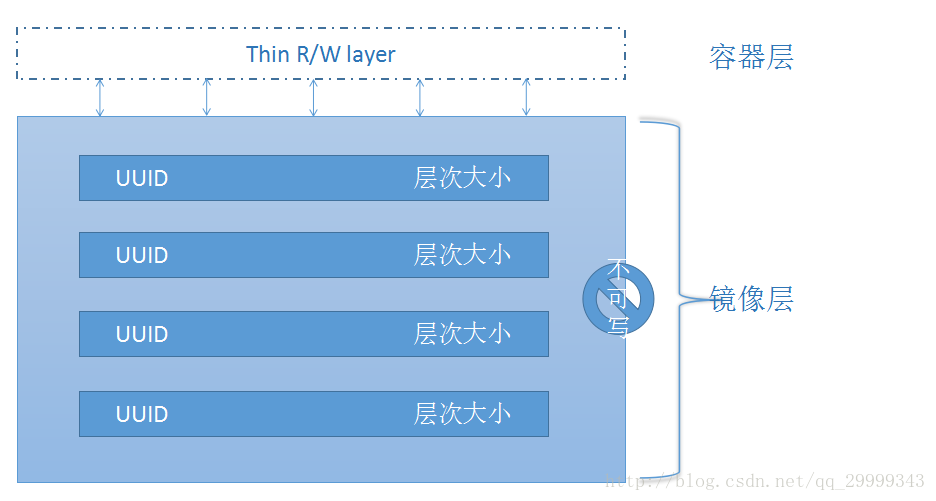 Thin R/W layer
容器层
UUID 层次大小
UUID 层次大小
不可写
镜像层
UUID 层次大小
UUID 层次大小
http://blog.csdn.net/qq_29999343